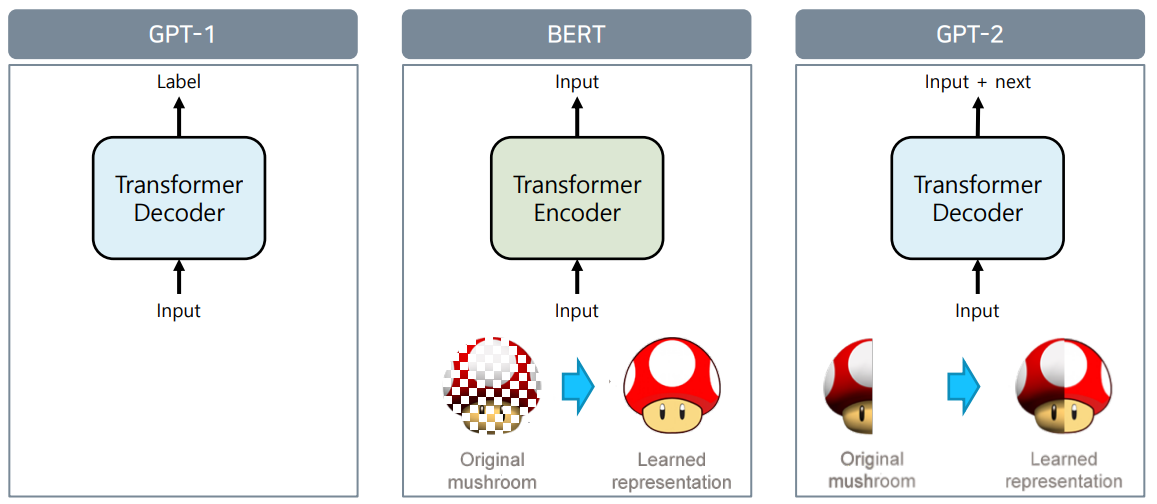 GPT-1
Label
Transformer
Decoder
Input
BERT
Input
Transformer
Encoder
Input
Original
mushroom
Learned
representation
GPT-2
Input + next
Transformer
Decoder
Input
Original
mushroom
Learned
representation